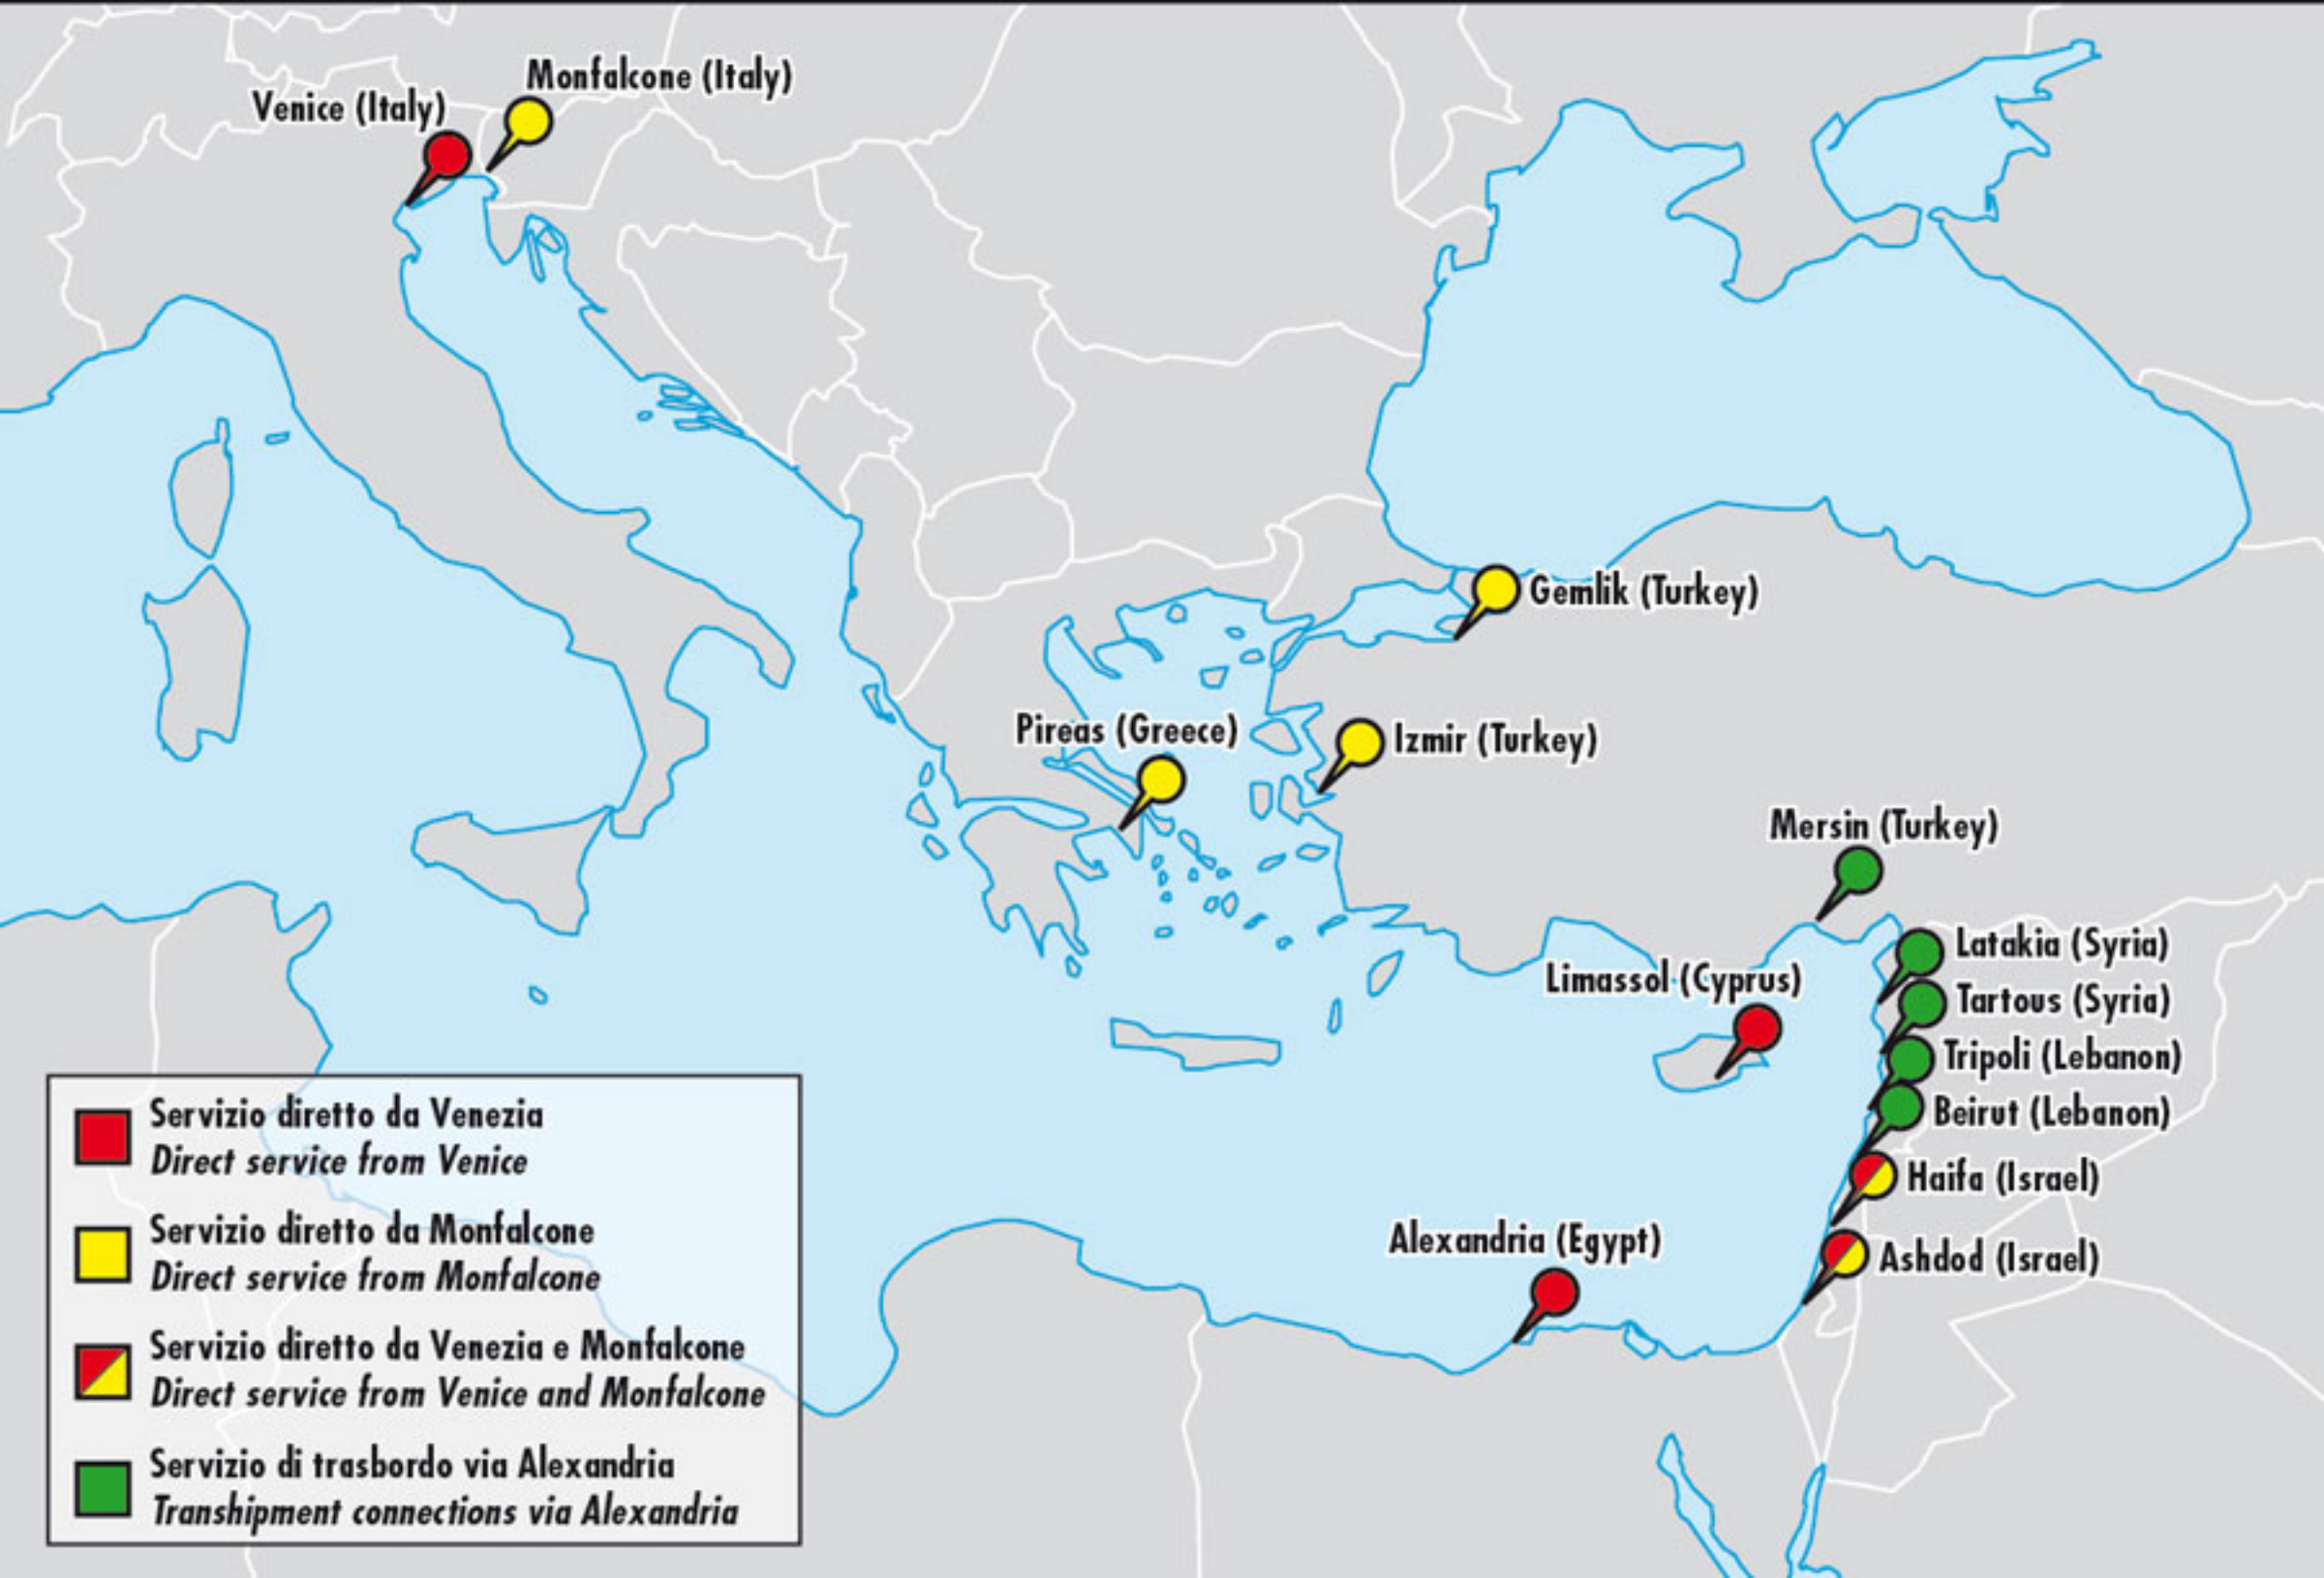 Monfalcone (Italy)
Venice (Italy)
Gemlik (Turkey)
Pireas (Greece)
Izmir (Turkey)
Mersin (Turkey)
Latakia (Syria)
Limassol (Cyprus)
Tartous (Syria)
Tripoli (Lebanon)
Beirut (Lebanon)
Haifa (Israel)
Alexandria (Egypt)
Ashdod (Israel)
Servizio diretto da Venezia
Direct service from Venice
Servizio diretto da Monfalcone
Direct service from Monfalcone
Servizio diretto da Venezia e Monfalcone
Direct service from Venice and Monfalcone
Servizio di trasbordo via Alexandria
Transhipment connections via Alexandria